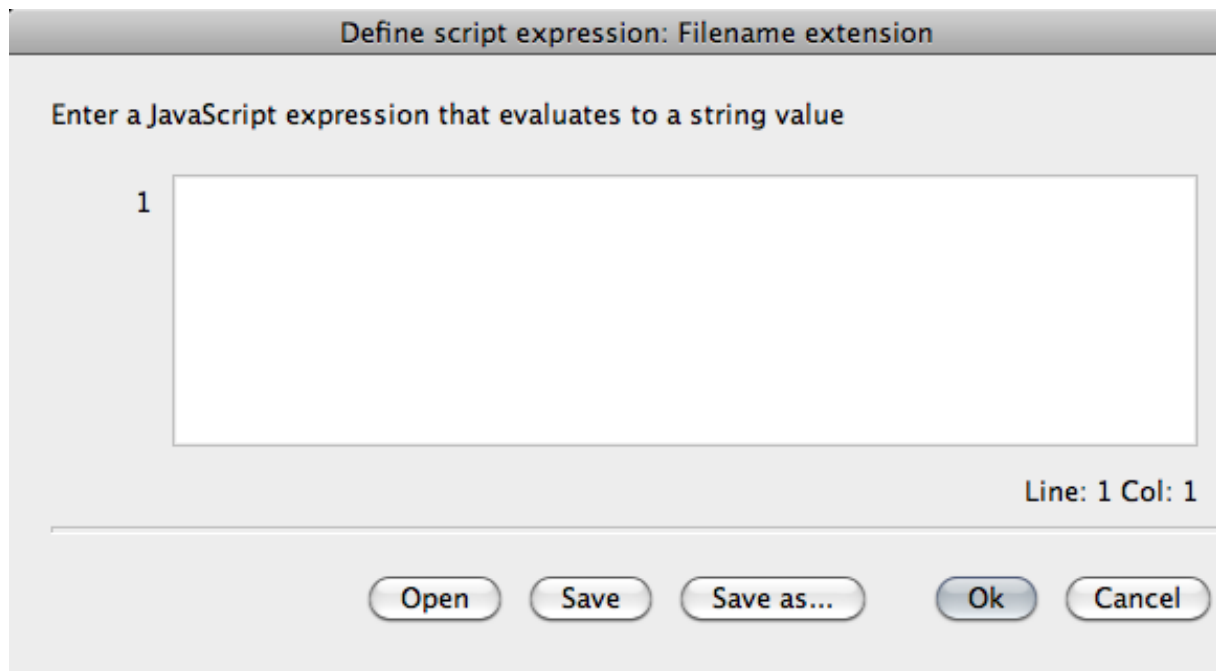 Define script expression: Filename extension
Enter a JavaScript expression that evaluates to a string value
1
Line: 1 Col: 1
Open Save Save as... Ok Cancel